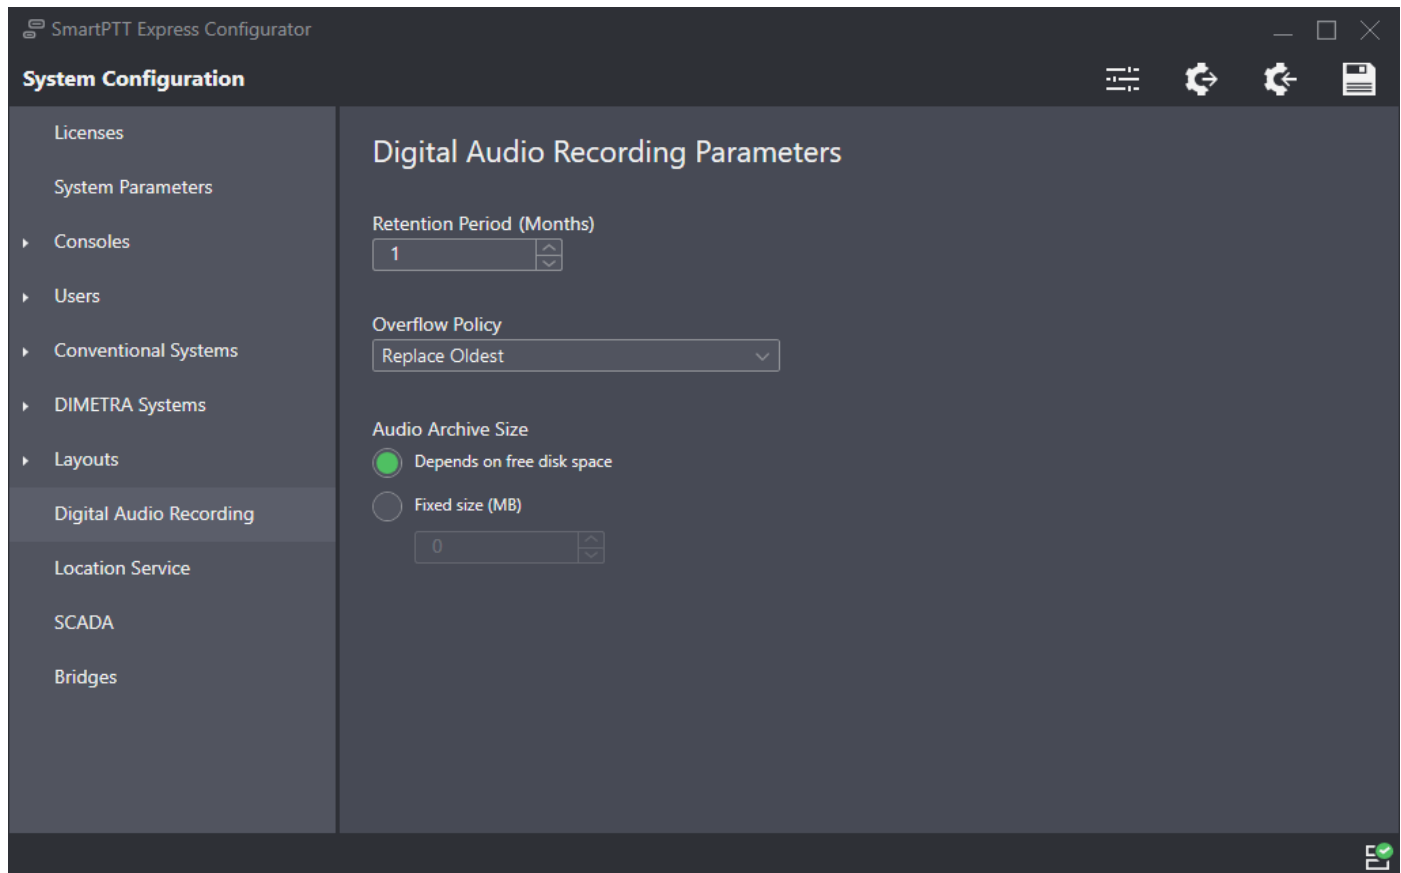 SmartPTT Express Configurator
System Configuration
Licenses
System Parameters
Consoles
Users
Conventional Systems
DIMETRA Systems
Layouts
Digital Audio Recording
Location Service
SCADA
Bridges
Digital Audio Recording Parameters
Retention Period (Months)
1
Overflow Policy
Replace Oldest
Audio Archive Size
Depends on free disk space
Fixed size (MB)
0